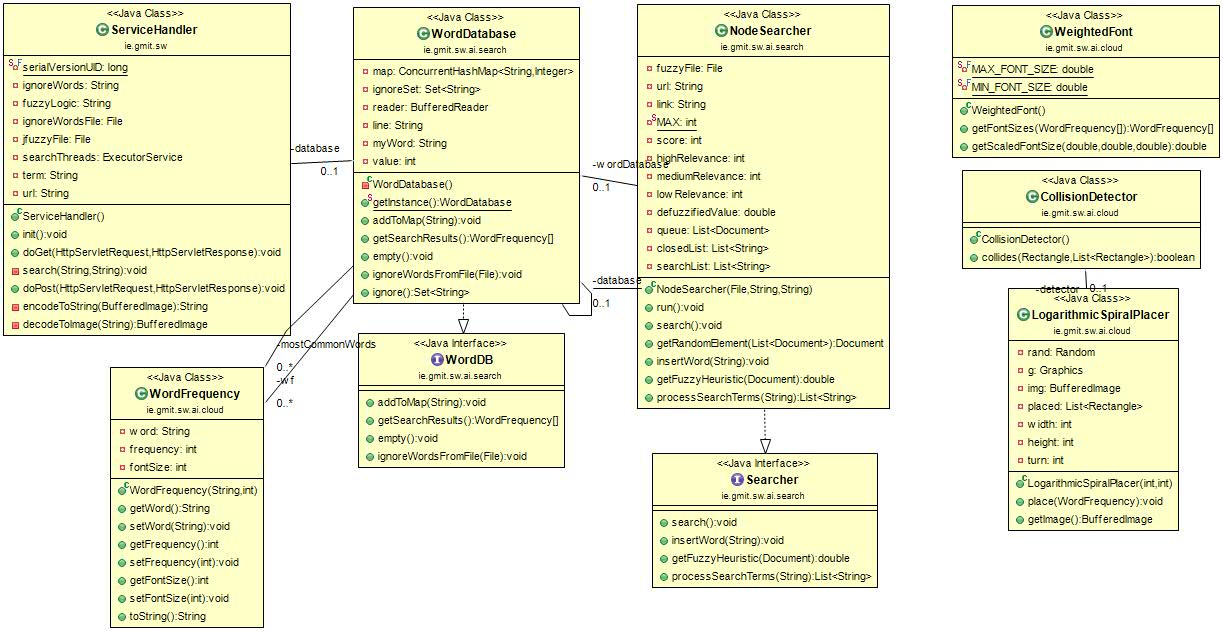 <<Java Class>>
ServiceHandler
ie.gmit.sw
serialVersionUID: long
ignoreWords: String
fuzzyLogic: String
ignoreWordsFile: File
jfuzzyFile: File
searchThreads: ExecutorService
term: String
url: String
ServiceHandler()
init():void
doGet(HttpServletRequest,HttpServletResponse):void
search(String,String):void
doPost(HttpServletRequest,HttpServletResponse):void
encodeToString(BufferedImage):String
decodeToImage(String):BufferedImage
-database
0..1
<<Java Class>>
WordDatabase
ie.gmit.sw.ai.search
map: ConcurrentHashMap<String,Integer>
ignoreSet: Set<String>
reader: BufferedReader
line: String
myWord: String
value: int
WordDatabase()
getInstance():WordDatabase
addToMap(String):void
getSearchResults():WordFrequency[]
empty():void
ignoreWordsFromFile(File):void
ignore():Set<String>
-wordDatabase
0..1
-database
0..1
<<Java Class>>
NodeSearcher
ie.gmit.sw.ai.search
fuzzyFile: File
url: String
link: String
MAX: int
score: int
highRelevance: int
mediumRelevance: int
lowRelevance: int
defuzzifiedValue: double
queue: List<Document>
closedList: List<String>
searchList: List<String>
NodeSearcher(File,String,String)
run():void
search():void
getRandomElement(List<Document>):Document
insertWord(String):void
getFuzzyHeuristic(Document):double
processSearchTerms(String):List<String>
<<Java Class>>
WeightedFont
ie.gmit.sw.ai.cloud
MAX_FONT_SIZE: double
MIN_FONT_SIZE: double
WeightedFont()
getFontSizes(WordFrequency[]):WordFrequency[]
getScaledFontSize(double,double,double):double
<<Java Class>>
CollisionDetector
ie.gmit.sw.ai.cloud
CollisionDetector()
collides(Rectangle,List<Rectangle>):boolean
-detector
0..1
<<Java Class>>
LogarithmicSpiralPlacer
ie.gmit.sw.ai.cloud
rand: Random
g: Graphics
img: BufferedImage
placed: List<Rectangle>
width: int
height: int
turn: int
LogarithmicSpiralPlacer(int,int)
place(WordFrequency):void
getImage():BufferedImage
-mostCommonWords
0..*
-wf
0..*
<<Java Class>>
WordFrequency
ie.gmit.sw.ai.cloud
word: String
frequency: int
fontSize: int
WordFrequency(String,int)
getWord():String
setWord(String):void
getFrequency():int
setFrequency(int):void
getFontSize():int
setFontSize(int):void
toString():String
<<Java Interface>>
WordDB
ie.gmit.sw.ai.search
addToMap(String):void
getSearchResults():WordFrequency[]
empty():void
ignoreWordsFromFile(File):void
<<Java Interface>>
Searcher
ie.gmit.sw.ai.search
search():void
insertWord(String):void
getFuzzyHeuristic(Document):double
processSearchTerms(String):List<String>